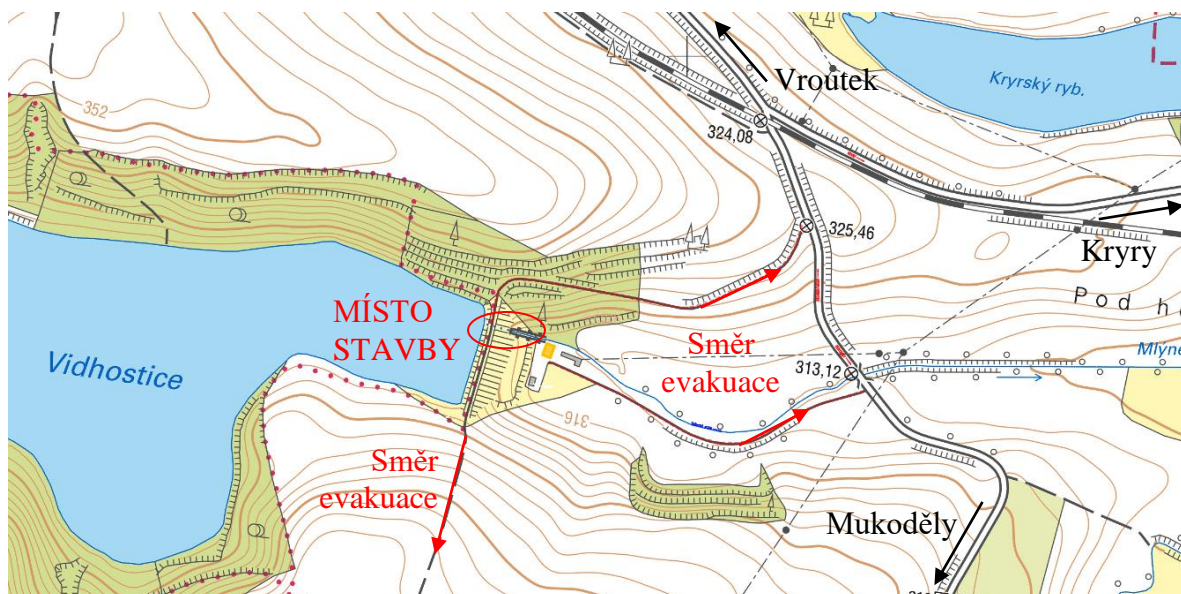 Kryrský ryb.
Vroutek
352
324,08
325,46
Kryry
Pod h
MÍSTO
STAVBY
Směr
evakuace
Mlýne
313,12
Vidhostice
316
Směr
evakuace
Mukoděly